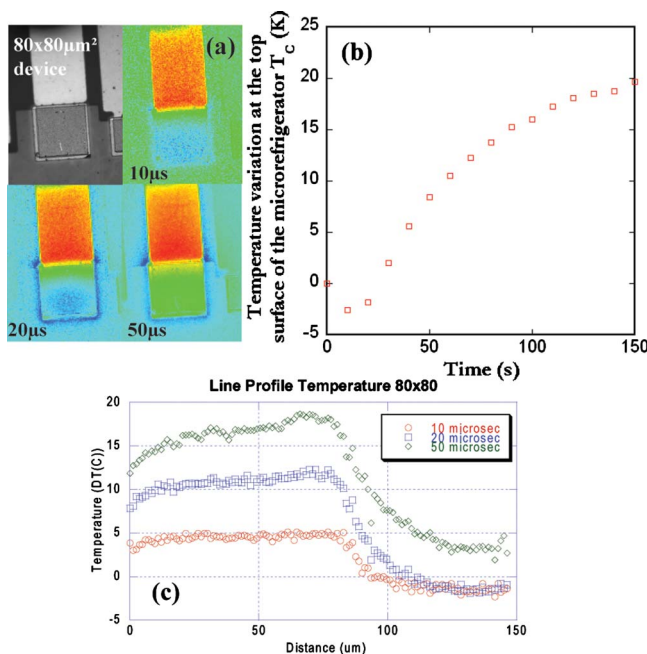 80x80µm²
device
(a)
10µs
20µs
50µs
(b)
Temperature variation at the top
surface of the microrefrigerator T_C (K)
25
20
15
10
5
0
-5
0
50
100
150
Time (s)
Line Profile Temperature 80x80
Temperature (DT(C))
20
15
10
5
0
-5
10 microsec
20 microsec
50 microsec
(c)
0
50
100
150
Distance (um)